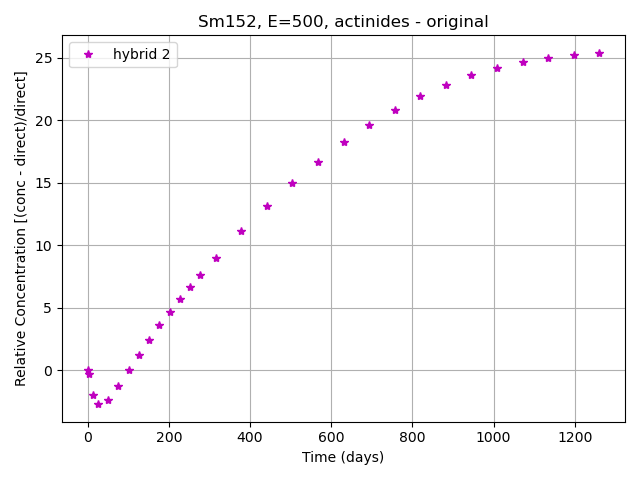 Sm152, E=500, actinides - original
hybrid 2
Relative Concentration [(conc - direct)/direct]
25
20
15
10
5
0
0 200 400 600 800 1000 1200
Time (days)